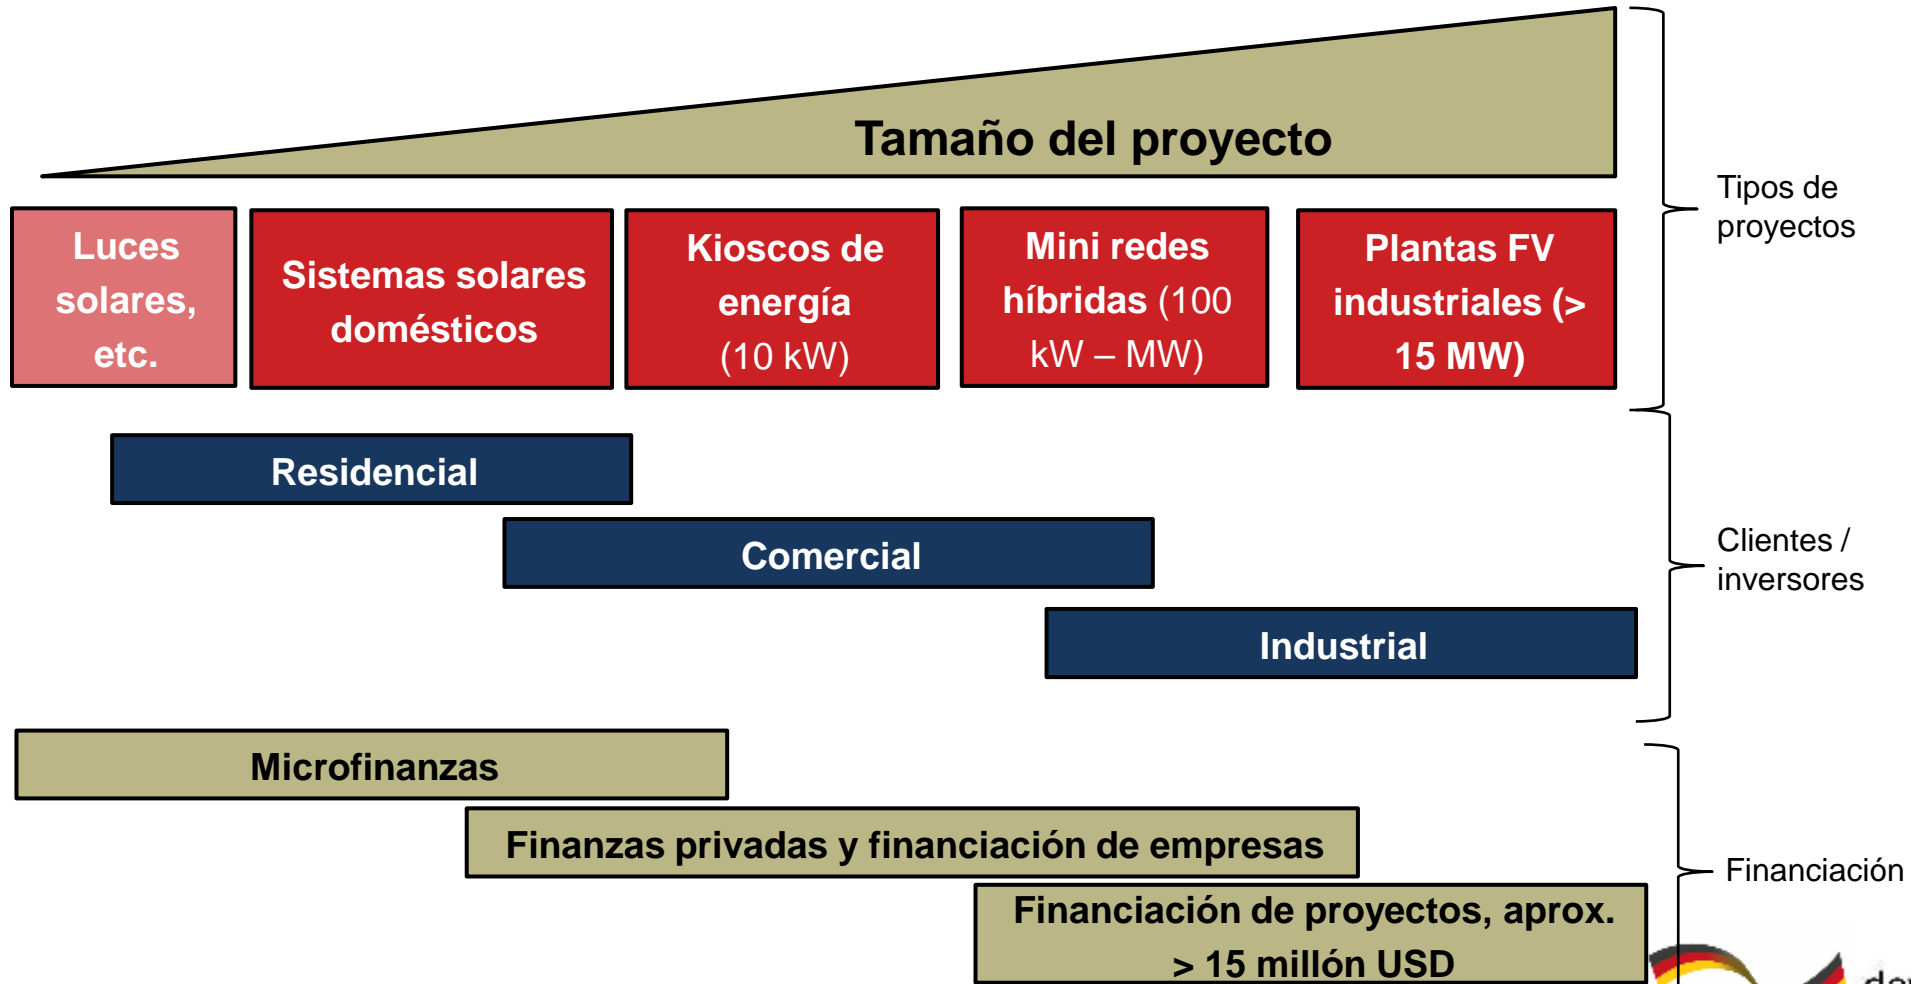 Tamaño del proyecto
Luces
solares,
etc.
Sistemas solares
domésticos
Kioscos de
energía
(10 kW)
Mini redes
híbridas (100
kW – MW)
Plantas FV
industriales (>
15 MW)
Tipos de
proyectos
Residencial
Comercial
Industrial
Clientes /
inversores
Microfinanzas
Finanzas privadas y financiación de empresas
Financiación de proyectos, aprox.
> 15 millón USD
Financiación